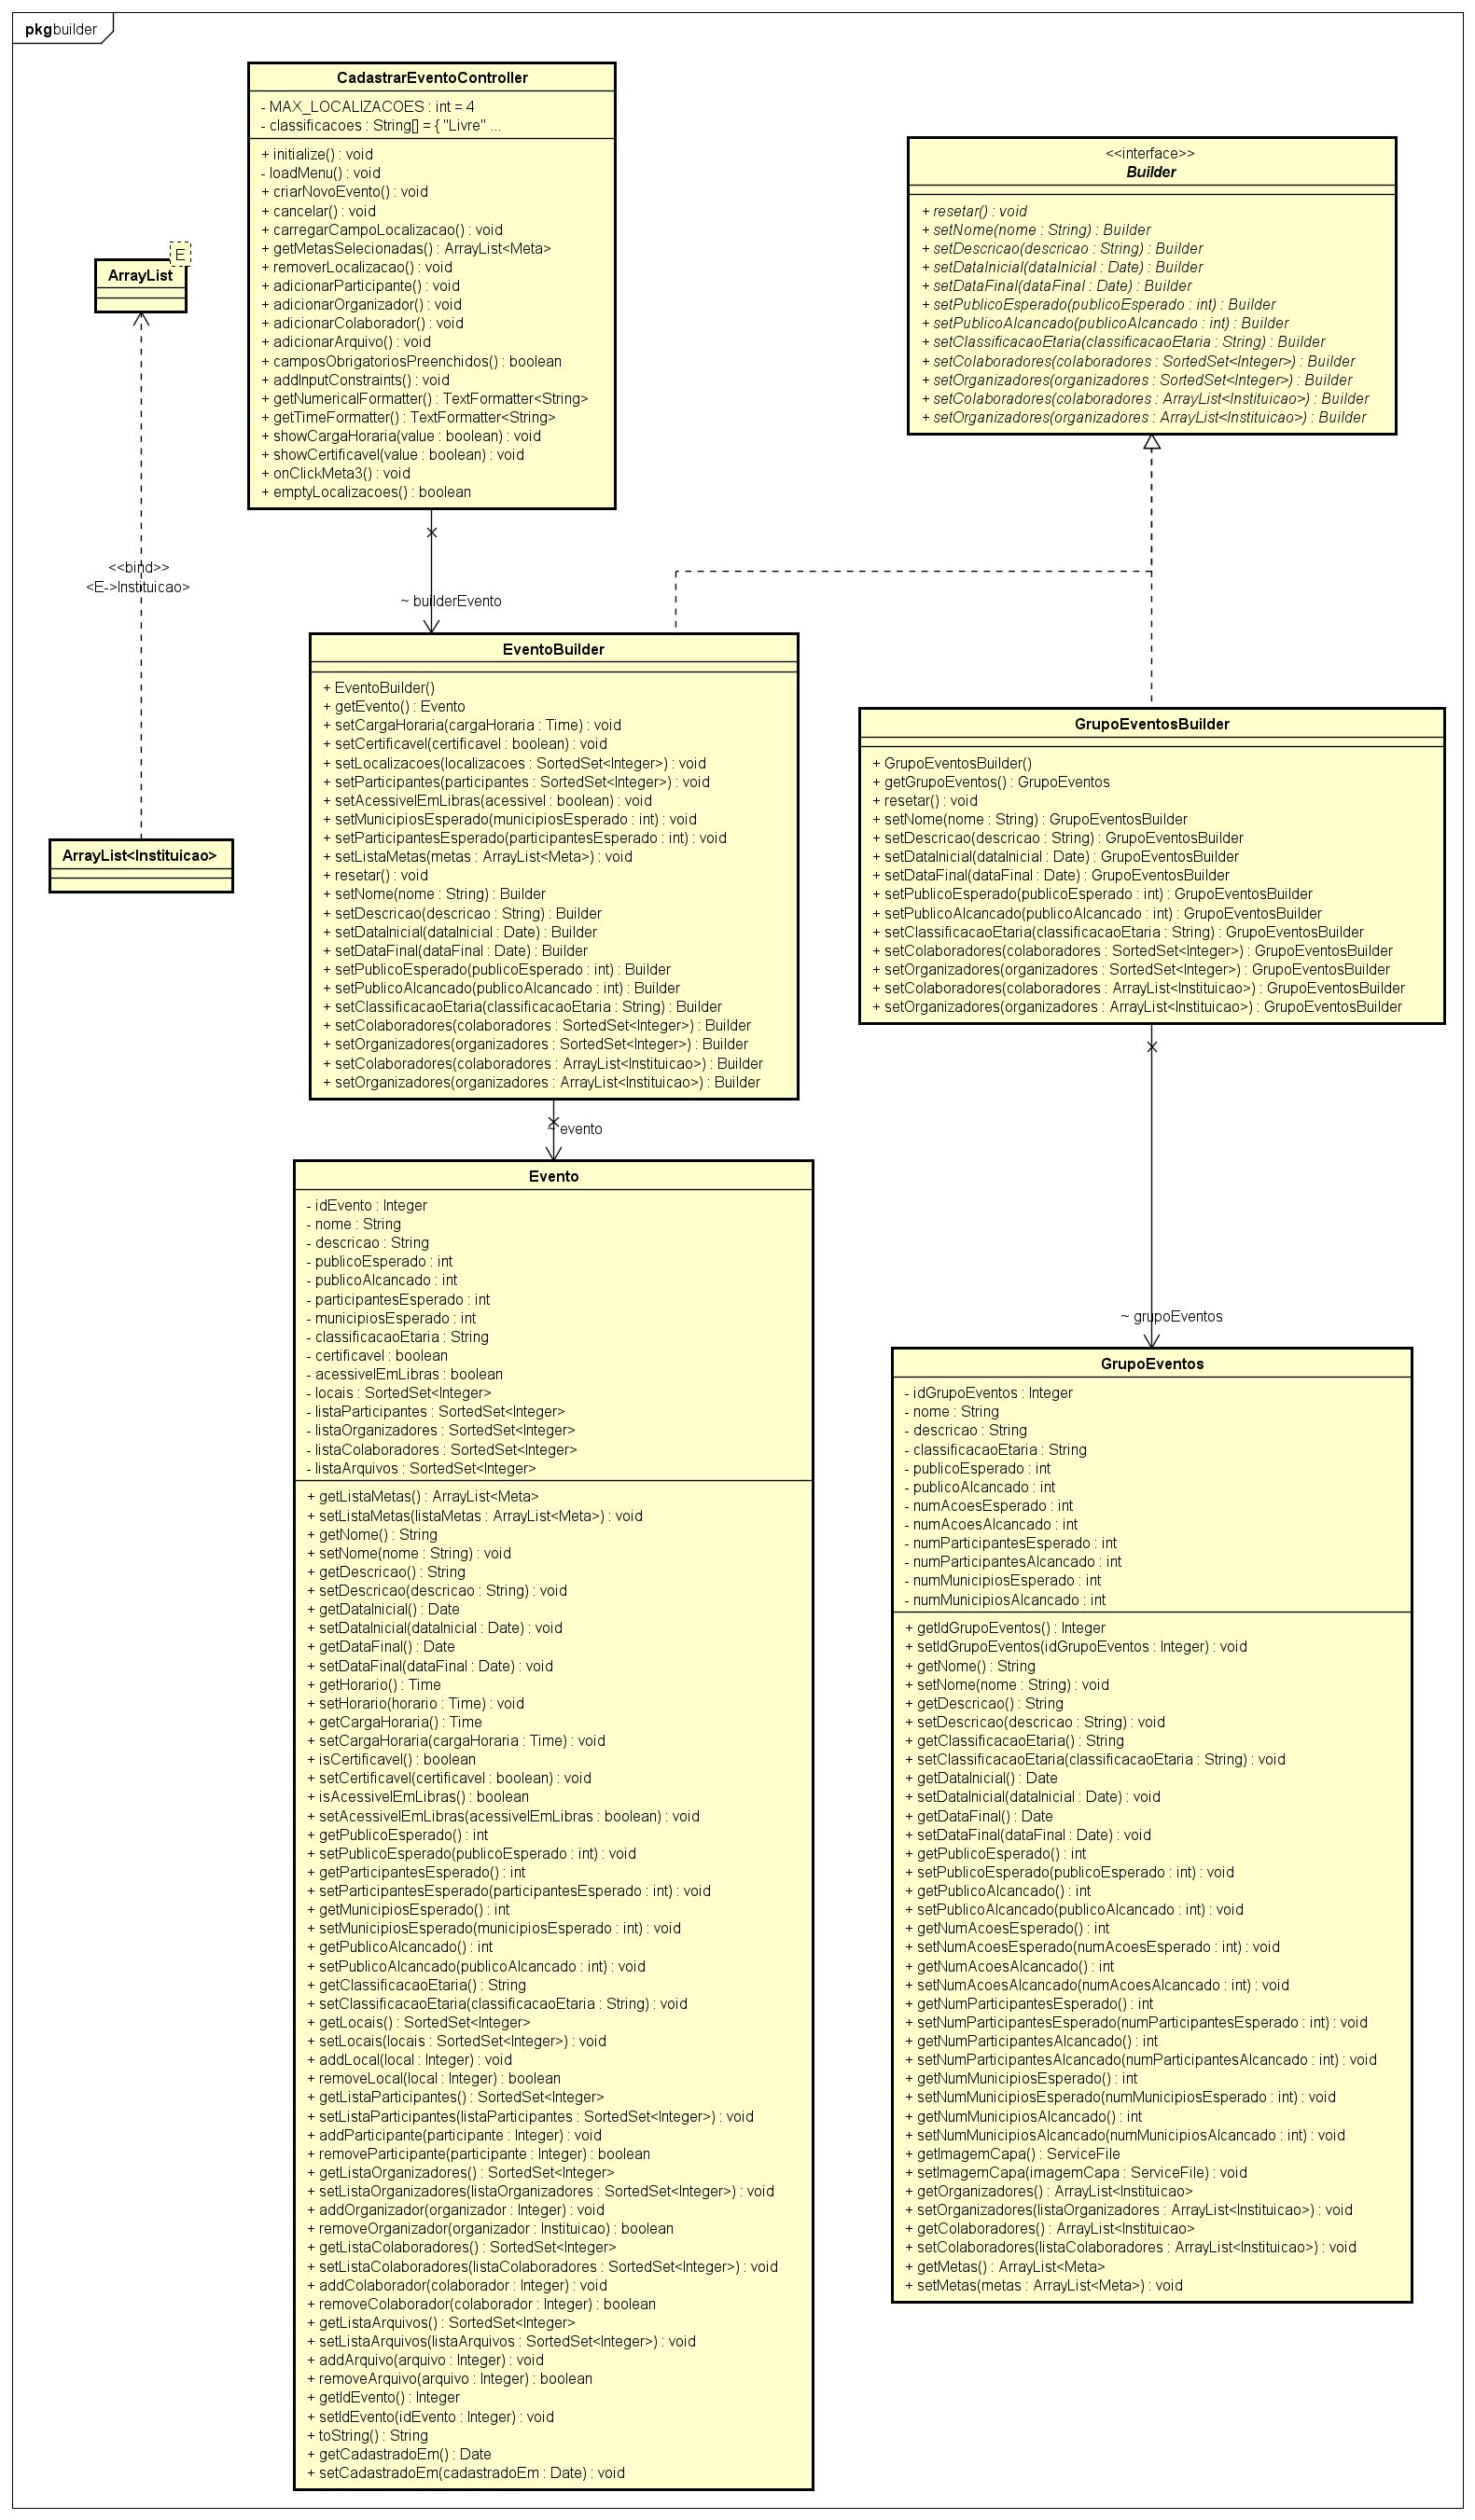 pkg builder
CadastrarEventoController
- MAX_LOCALIZACOES : int = 4
- classificacoes : String[] = { "Livre" ...
+ initialize() : void
- loadMenu() : void
+ criarNovoEvento() : void
+ cancelar() : void
+ carregarCampoLocalizacao() : void
+ getMetasSelecionadas() : ArrayList<Meta>
+ removerLocalizacao() : void
+ adicionarParticipante() : void
+ adicionarOrganizador() : void
+ adicionarColaborador() : void
+ adicionarArquivo() : void
+ camposObrigatoriosPreenchidos() : boolean
+ addInputConstraints() : void
+ getNumericalFormatter() : TextFormatter<String>
+ getTimeFormatter() : TextFormatter<String>
+ showCargaHoraria(value : boolean) : void
+ showCertificavel(value : boolean) : void
+ onClickMeta3() : void
+ emptyLocalizacoes() : boolean
<<interface>>
Builder
+ resetar() : void
+ setNome(nome : String) : Builder
+ setDescricao(descricao : String) : Builder
+ setDataInicial(dataInicial : Date) : Builder
+ setDataFinal(dataFinal : Date) : Builder
+ setPublicoEsperado(publicoEsperado : int) : Builder
+ setPublicoAlcancado(publicoAlcancado : int) : Builder
+ setClassificacaoEtaria(classificacaoEtaria : String) : Builder
+ setColaboradores(colaboradores : SortedSet<Integer>) : Builder
+ setOrganizadores(organizadores : SortedSet<Integer>) : Builder
+ setColaboradores(colaboradores : ArrayList<Instituicao>) : Builder
+ setOrganizadores(organizadores : ArrayList<Instituicao>) : Builder
E
ArrayList
<<bind>>
<E->Instituicao>
ArrayList<Instituicao>
~ builderEvento
EventoBuilder
+ EventoBuilder()
+ getEvento() : Evento
+ setCargaHoraria(cargaHoraria : Time) : void
+ setCertificavel(certificavel : boolean) : void
+ setLocalizacoes(localizacoes : SortedSet<Integer>) : void
+ setParticipantes(participantes : SortedSet<Integer>) : void
+ setAcessivelEmLibras(acessivel : boolean) : void
+ setMunicipiosEsperado(municipiosEsperado : int) : void
+ setParticipantesEsperado(participantesEsperado : int) : void
+ setListaMetas(metas : ArrayList<Meta>) : void
+ resetar() : void
+ setNome(nome : String) : Builder
+ setDescricao(descricao : String) : Builder
+ setDataInicial(dataInicial : Date) : Builder
+ setDataFinal(dataFinal : Date) : Builder
+ setPublicoEsperado(publicoEsperado : int) : Builder
+ setPublicoAlcancado(publicoAlcancado : int) : Builder
+ setClassificacaoEtaria(classificacaoEtaria : String) : Builder
+ setColaboradores(colaboradores : SortedSet<Integer>) : Builder
+ setOrganizadores(organizadores : SortedSet<Integer>) : Builder
+ setColaboradores(colaboradores : ArrayList<Instituicao>) : Builder
+ setOrganizadores(organizadores : ArrayList<Instituicao>) : Builder
GrupoEventosBuilder
+ GrupoEventosBuilder()
+ getGrupoEventos() : GrupoEventos
+ resetar() : void
+ setNome(nome : String) : GrupoEventosBuilder
+ setDescricao(descricao : String) : GrupoEventosBuilder
+ setDataInicial(dataInicial : Date) : GrupoEventosBuilder
+ setDataFinal(dataFinal : Date) : GrupoEventosBuilder
+ setPublicoEsperado(publicoEsperado : int) : GrupoEventosBuilder
+ setPublicoAlcancado(publicoAlcancado : int) : GrupoEventosBuilder
+ setClassificacaoEtaria(classificacaoEtaria : String) : GrupoEventosBuilder
+ setColaboradores(colaboradores : SortedSet<Integer>) : GrupoEventosBuilder
+ setOrganizadores(organizadores : SortedSet<Integer>) : GrupoEventosBuilder
+ setColaboradores(colaboradores : ArrayList<Instituicao>) : GrupoEventosBuilder
+ setOrganizadores(organizadores : ArrayList<Instituicao>) : GrupoEventosBuilder
~ evento
Evento
- idEvento : Integer
- nome : String
- descricao : String
- publicoEsperado : int
- publicoAlcancado : int
- participantesEsperado : int
- municipiosEsperado : int
- classificacaoEtaria : String
- certificavel : boolean
- acessivelEmLibras : boolean
- locais : SortedSet<Integer>
- listaParticipantes : SortedSet<Integer>
- listaOrganizadores : SortedSet<Integer>
- listaColaboradores : SortedSet<Integer>
- listaArquivos : SortedSet<Integer>
+ getListaMetas() : ArrayList<Meta>
+ setListaMetas(listaMetas : ArrayList<Meta>) : void
+ getNome() : String
+ setNome(nome : String) : void
+ getDescricao() : String
+ setDescricao(descricao : String) : void
+ getDataInicial() : Date
+ setDataInicial(dataInicial : Date) : void
+ getDataFinal() : Date
+ setDataFinal(dataFinal : Date) : void
+ getHorario() : Time
+ setHorario(horario : Time) : void
+ getCargaHoraria() : Time
+ setCargaHoraria(cargaHoraria : Time) : void
+ isCertificavel() : boolean
+ setCertificavel(certificavel : boolean) : void
+ isAcessivelEmLibras() : boolean
+ setAcessivelEmLibras(acessivelEmLibras : boolean) : void
+ getPublicoEsperado() : int
+ setPublicoEsperado(publicoEsperado : int) : void
+ getParticipantesEsperado() : int
+ setParticipantesEsperado(participantesEsperado : int) : void
+ getMunicipiosEsperado() : int
+ setMunicipiosEsperado(municipiosEsperado : int) : void
+ getPublicoAlcancado() : int
+ setPublicoAlcancado(publicoAlcancado : int) : void
+ getClassificacaoEtaria() : String
+ setClassificacaoEtaria(classificacaoEtaria : String) : void
+ getLocais() : SortedSet<Integer>
+ setLocais(locais : SortedSet<Integer>) : void
+ addLocal(local : Integer) : void
+ removeLocal(local : Integer) : boolean
+ getListaParticipantes() : SortedSet<Integer>
+ setListaParticipantes(listaParticipantes : SortedSet<Integer>) : void
+ addParticipante(participante : Integer) : void
+ removeParticipante(participante : Integer) : boolean
+ getListaOrganizadores() : SortedSet<Integer>
+ setListaOrganizadores(listaOrganizadores : SortedSet<Integer>) : void
+ addOrganizador(organizador : Integer) : void
+ removeOrganizador(organizador : Instituicao) : boolean
+ getListaColaboradores() : SortedSet<Integer>
+ setListaColaboradores(listaColaboradores : SortedSet<Integer>) : void
+ addColaborador(colaborador : Integer) : void
+ removeColaborador(colaborador : Integer) : boolean
+ getListaArquivos() : SortedSet<Integer>
+ setListaArquivos(listaArquivos : SortedSet<Integer>) : void
+ addArquivo(arquivo : Integer) : void
+ removeArquivo(arquivo : Integer) : boolean
+ getIdEvento() : Integer
+ setIdEvento(idEvento : Integer) : void
+ toString() : String
+ getCadastradoEm() : Date
+ setCadastradoEm(cadastradoEm : Date) : void
~ grupoEventos
GrupoEventos
- idGrupoEventos : Integer
- nome : String
- descricao : String
- classificacaoEtaria : String
- publicoEsperado : int
- publicoAlcancado : int
- numAcoesEsperado : int
- numAcoesAlcancado : int
- numParticipantesEsperado : int
- numParticipantesAlcancado : int
- numMunicipiosEsperado : int
- numMunicipiosAlcancado : int
+ getIdGrupoEventos() : Integer
+ setIdGrupoEventos(idGrupoEventos : Integer) : void
+ getNome() : String
+ setNome(nome : String) : void
+ getDescricao() : String
+ setDescricao(descricao : String) : void
+ getClassificacaoEtaria() : String
+ setClassificacaoEtaria(classificacaoEtaria : String) : void
+ getDataInicial() : Date
+ setDataInicial(dataInicial : Date) : void
+ getDataFinal() : Date
+ setDataFinal(dataFinal : Date) : void
+ getPublicoEsperado() : int
+ setPublicoEsperado(publicoEsperado : int) : void
+ getPublicoAlcancado() : int
+ setPublicoAlcancado(publicoAlcancado : int) : void
+ getNumAcoesEsperado() : int
+ setNumAcoesEsperado(numAcoesEsperado : int) : void
+ getNumAcoesAlcancado() : int
+ setNumAcoesAlcancado(numAcoesAlcancado : int) : void
+ getNumParticipantesEsperado() : int
+ setNumParticipantesEsperado(numParticipantesEsperado : int) : void
+ getNumParticipantesAlcancado() : int
+ setNumParticipantesAlcancado(numParticipantesAlcancado : int) : void
+ getNumMunicipiosEsperado() : int
+ setNumMunicipiosEsperado(numMunicipiosEsperado : int) : void
+ getNumMunicipiosAlcancado() : int
+ setNumMunicipiosAlcancado(numMunicipiosAlcancado : int) : void
+ getImagemCapa() : ServiceFile
+ setImagemCapa(imagemCapa : ServiceFile) : void
+ getOrganizadores() : ArrayList<Instituicao>
+ setOrganizadores(listaOrganizadores : ArrayList<Instituicao>) : void
+ getColaboradores() : ArrayList<Instituicao>
+ setColaboradores(listaColaboradores : ArrayList<Instituicao>) : void
+ getMetas() : ArrayList<Meta>
+ setMetas(metas : ArrayList<Meta>) : void